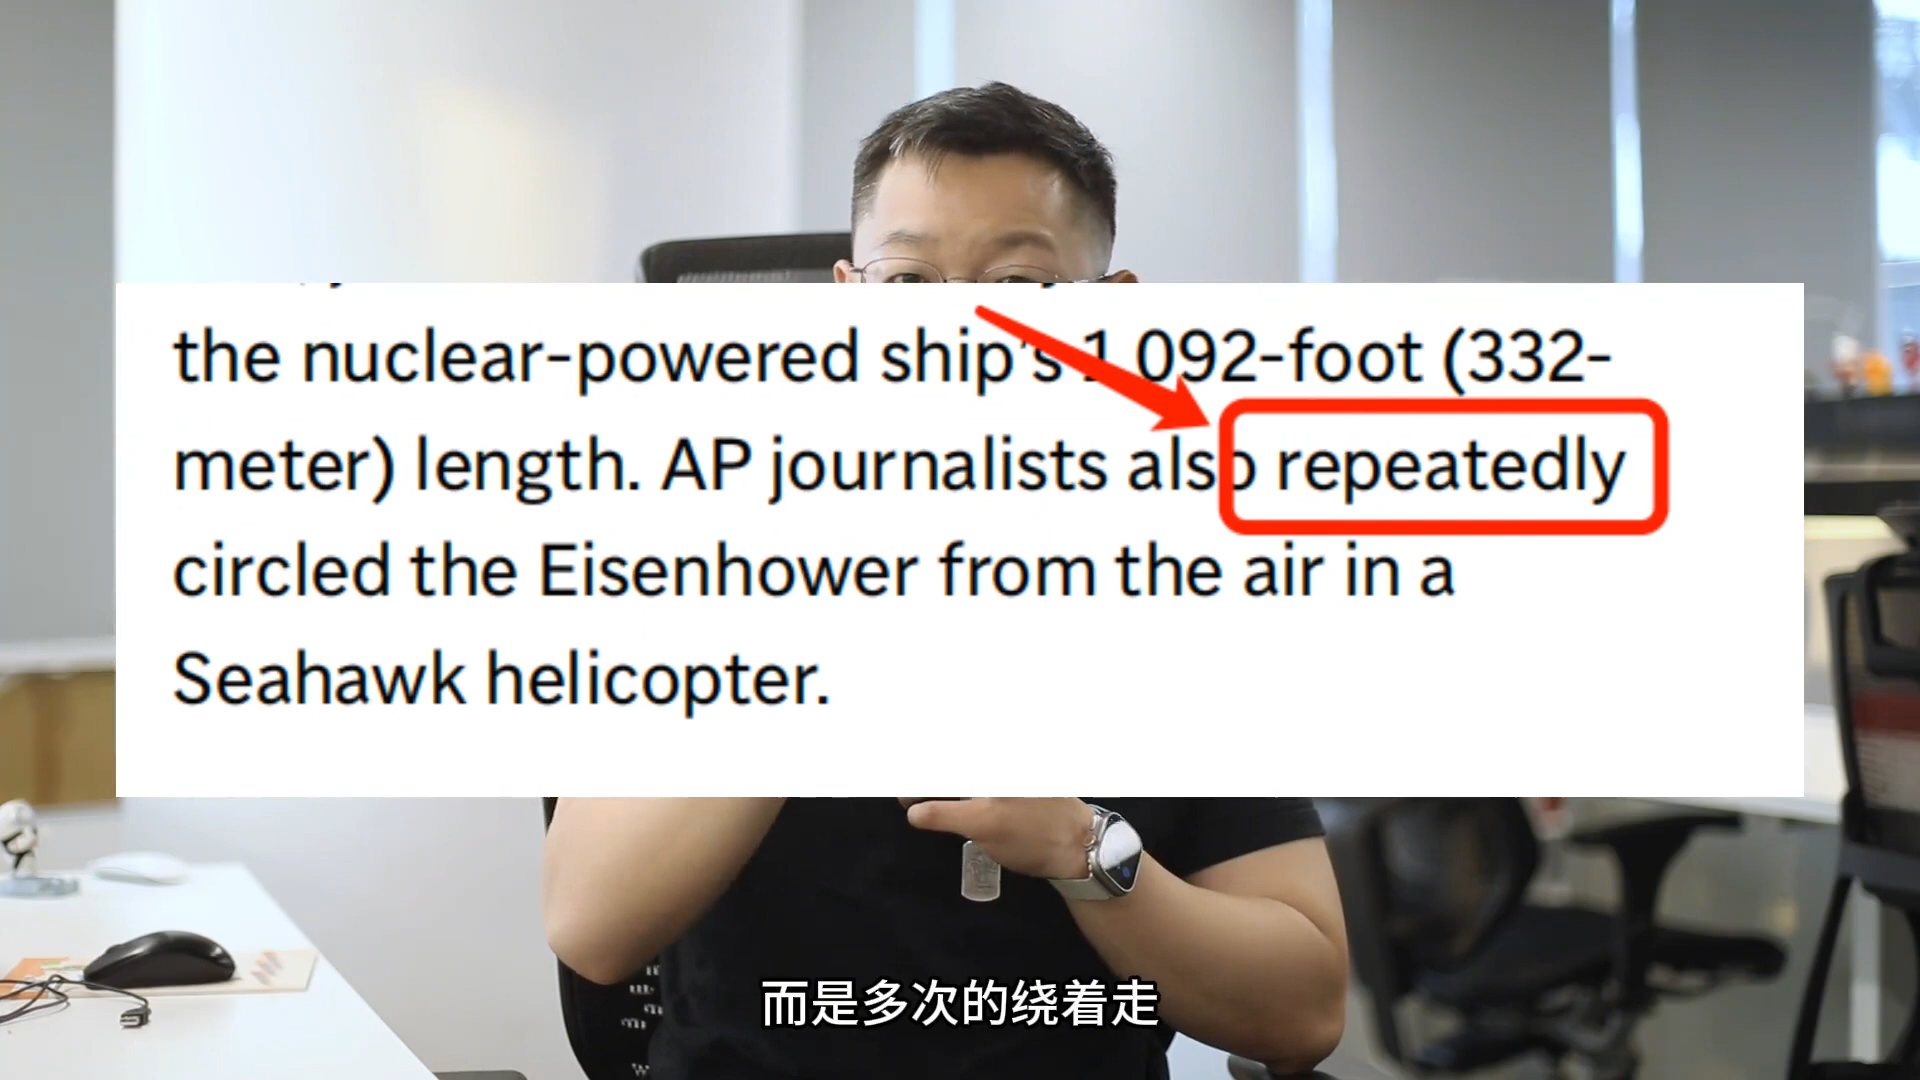 the nuclear-powered ship's 1,092-foot (332-
meter) length. AP journalists also repeatedly
circled the Eisenhower from the air in a
Seahawk helicopter.
而是多次的绕着走